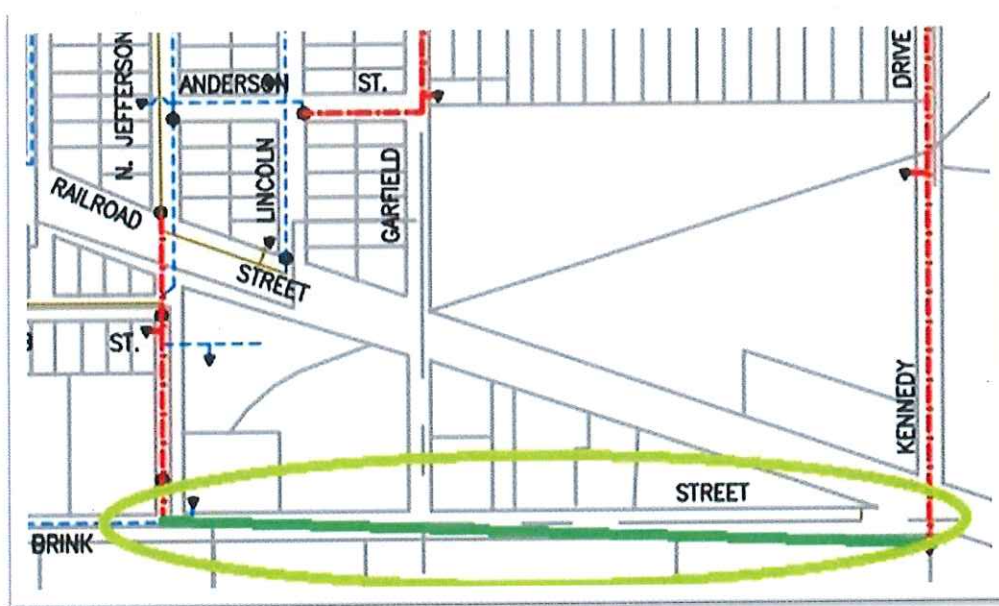 N. JEFFERSON
ANDERSON ST.
DRIVE
LINCOLN
GARFIELD
RAILROAD
STREET
ST.
KENNEDY
STREET
DRINK